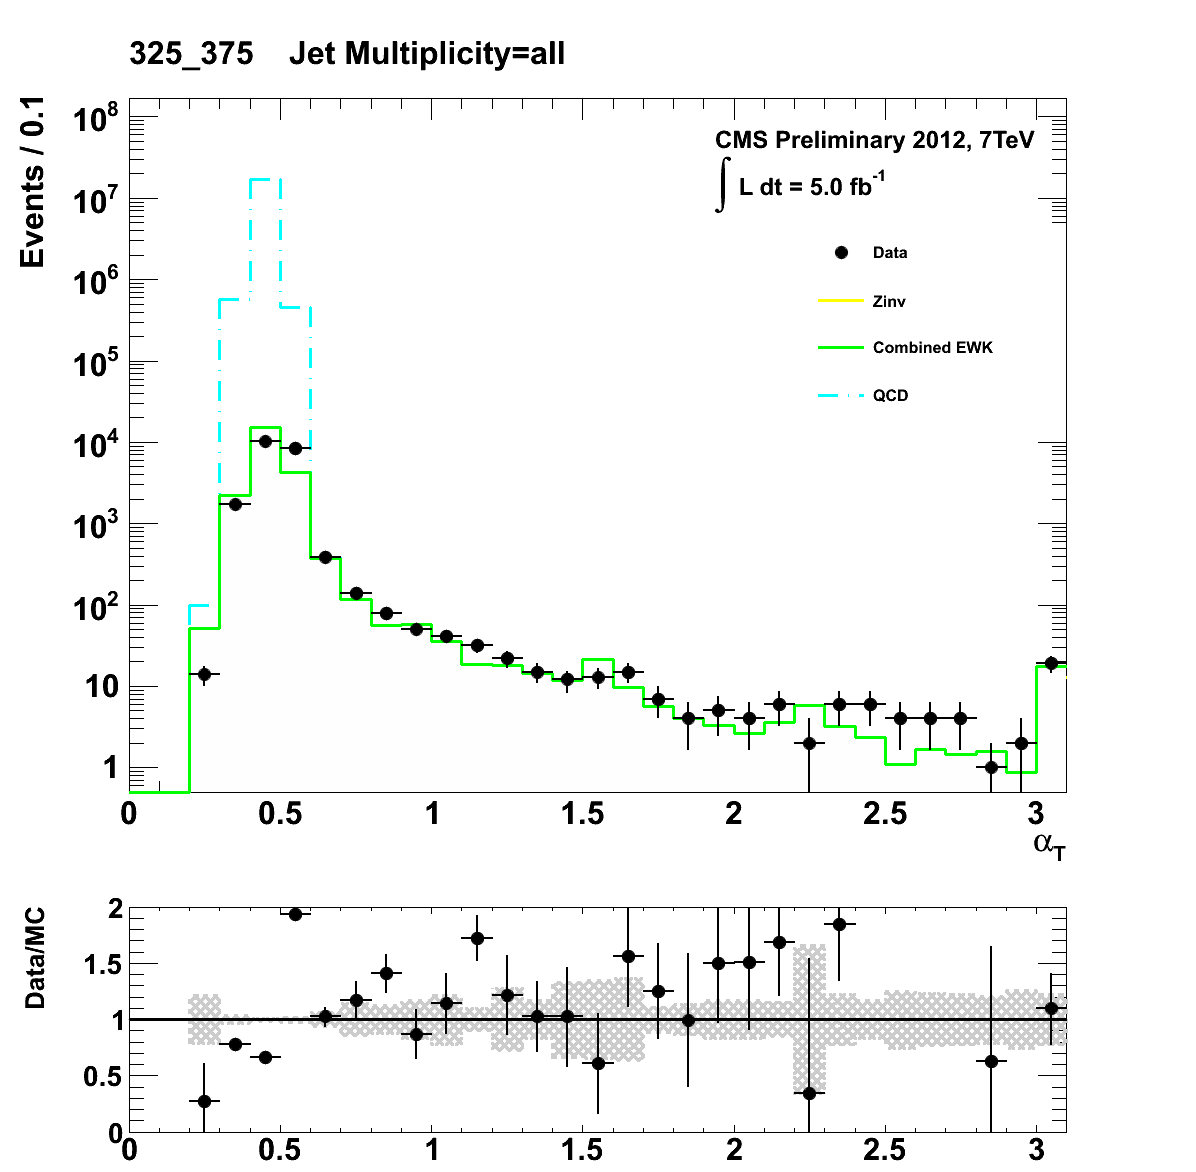 325_375 Jet Multiplicity=all
Events / 0.1
10^8
10^7
10^6
10^5
10^4
10^3
10^2
10
1
CMS Preliminary 2012, 7TeV
∫ L dt = 5.0 fb^-1
Data
Zinv
Combined EWK
QCD
0 0.5 1 1.5 2 2.5 3
α_T
Data/MC
2
1.5
1
0.5
0
0 0.5 1 1.5 2 2.5 3